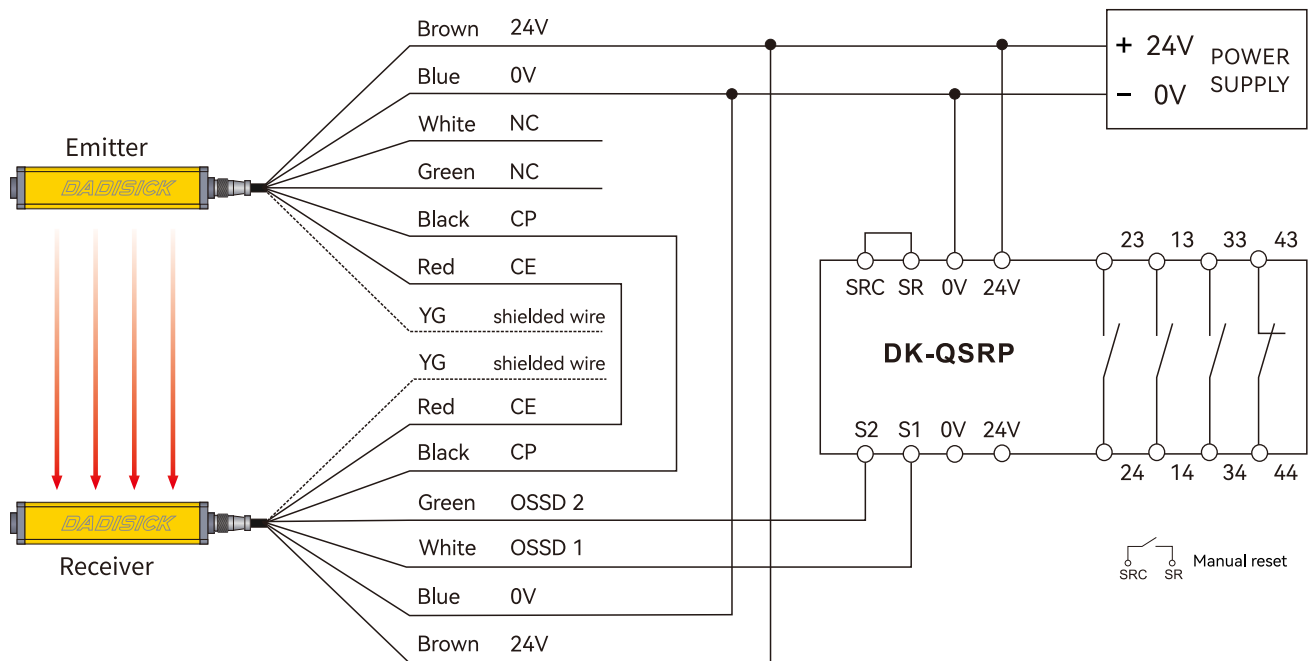 Brown 24V
Blue 0V
White NC
Green NC
Black CP
Red CE
YG shielded wire
YG shielded wire
Red CE
Black CP
Green OSSD 2
White OSSD 1
Blue 0V
Brown 24V
Emitter
DADISICK
DADISICK
Receiver
+ 24V
- 0V
POWER
SUPPLY
23 13 33 43
SRC SR 0V 24V
DK-QSRP
S2 S1 0V 24V
24 14 34 44
SRC SR
Manual reset